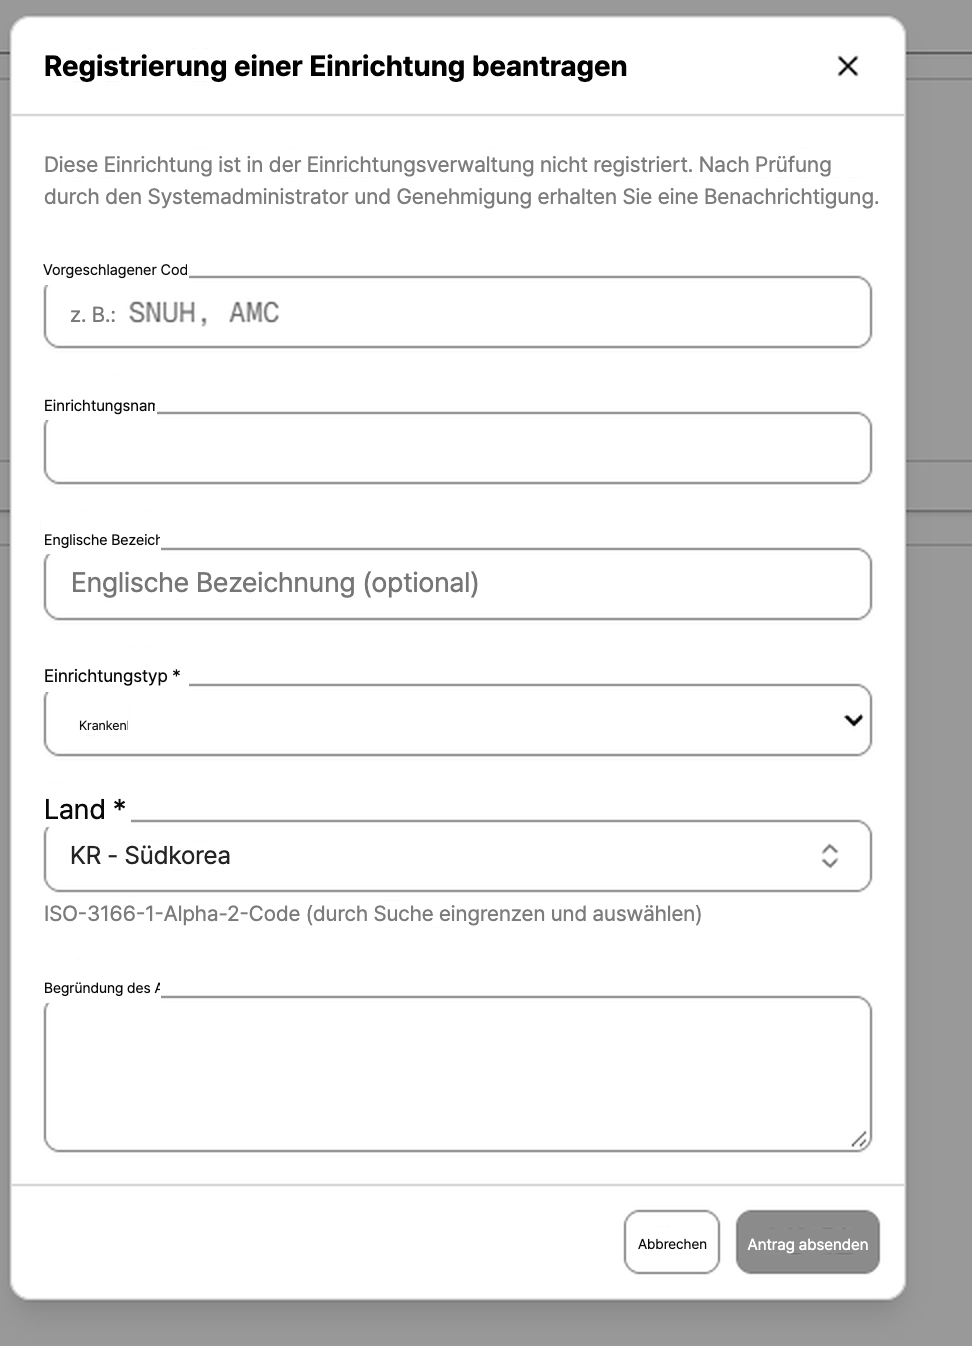 Registrierung einer Einrichtung beantragen
Diese Einrichtung ist in der Einrichtungsverwaltung nicht registriert. Nach Prüfung
durch den Systemadministrator und Genehmigung erhalten Sie eine Benachrichtigung.
Vorgeschlagener Cod
z. B.: SNUH, AMC
Einrichtungsnam
Englische Bezeich
Englische Bezeichnung (optional)
Einrichtungstyp *
Kranken
Land *
KR - Südkorea
ISO-3166-1-Alpha-2-Code (durch Suche eingrenzen und auswählen)
Begründung des A
Abbrechen
Antrag absenden